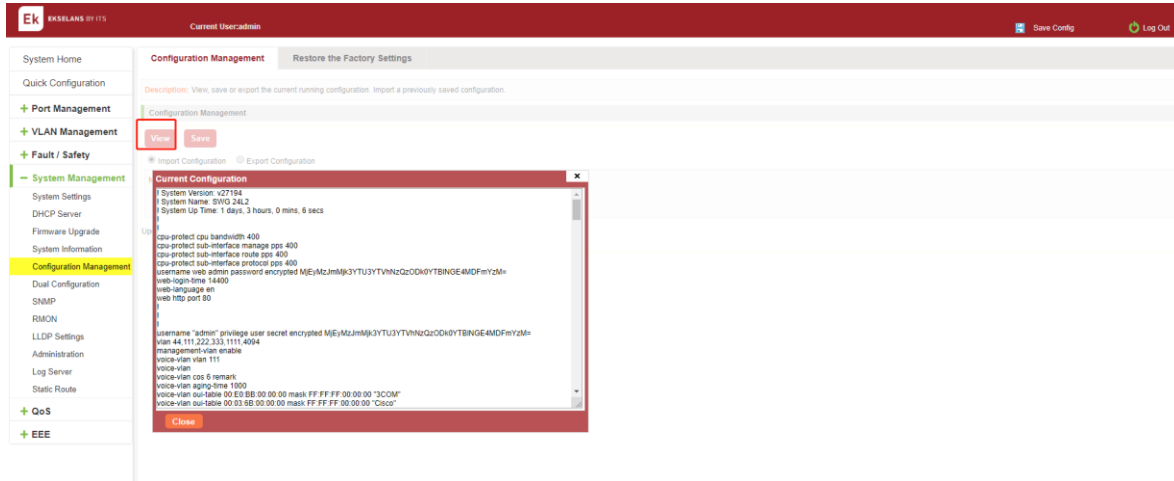 Ek EKSELANS BY ITS
Current User:admin
Save Config
Log Out
System Home
Quick Configuration
+ Port Management
+ VLAN Management
+ Fault / Safety
− System Management
System Settings
DHCP Server
Firmware Upgrade
System Information
Configuration Management
Dual Configuration
SNMP
RMON
LLDP Settings
Administration
Log Server
Static Route
+ QoS
+ EEE
Configuration Management
Restore the Factory Settings
Description: View, save or export the current running configuration. Import a previously saved configuration.
Configuration Management
View Save
Import Configuration Export Configuration
Current Configuration x
! System Version: v27194
! System Name: SWG 24L2
! System Up Time: 1 days, 3 hours, 0 mins, 6 secs
!
!
cpu-protect cpu bandwidth 400
cpu-protect sub-interface manage pps 400
cpu-protect sub-interface route pps 400
cpu-protect sub-interface protocol pps 400
username web admin password encrypted
web-login-time 14400
web-language en
web http port 80
!
!
!
username "admin" privilege user secret encrypted
vlan 44,111,222,333,1111,4094
management-vlan enable
voice-vlan vlan 111
voice-vlan
voice-vlan cos 6 remark
voice-vlan aging-time 1000
voice-vlan oui-table 00:E0:BB:00:00:00 mask FF:FF:FF:00:00:00 "3COM"
voice-vlan oui-table 00:03:6B:00:00:00 mask FF:FF:FF:00:00:00 "Cisco"
Close